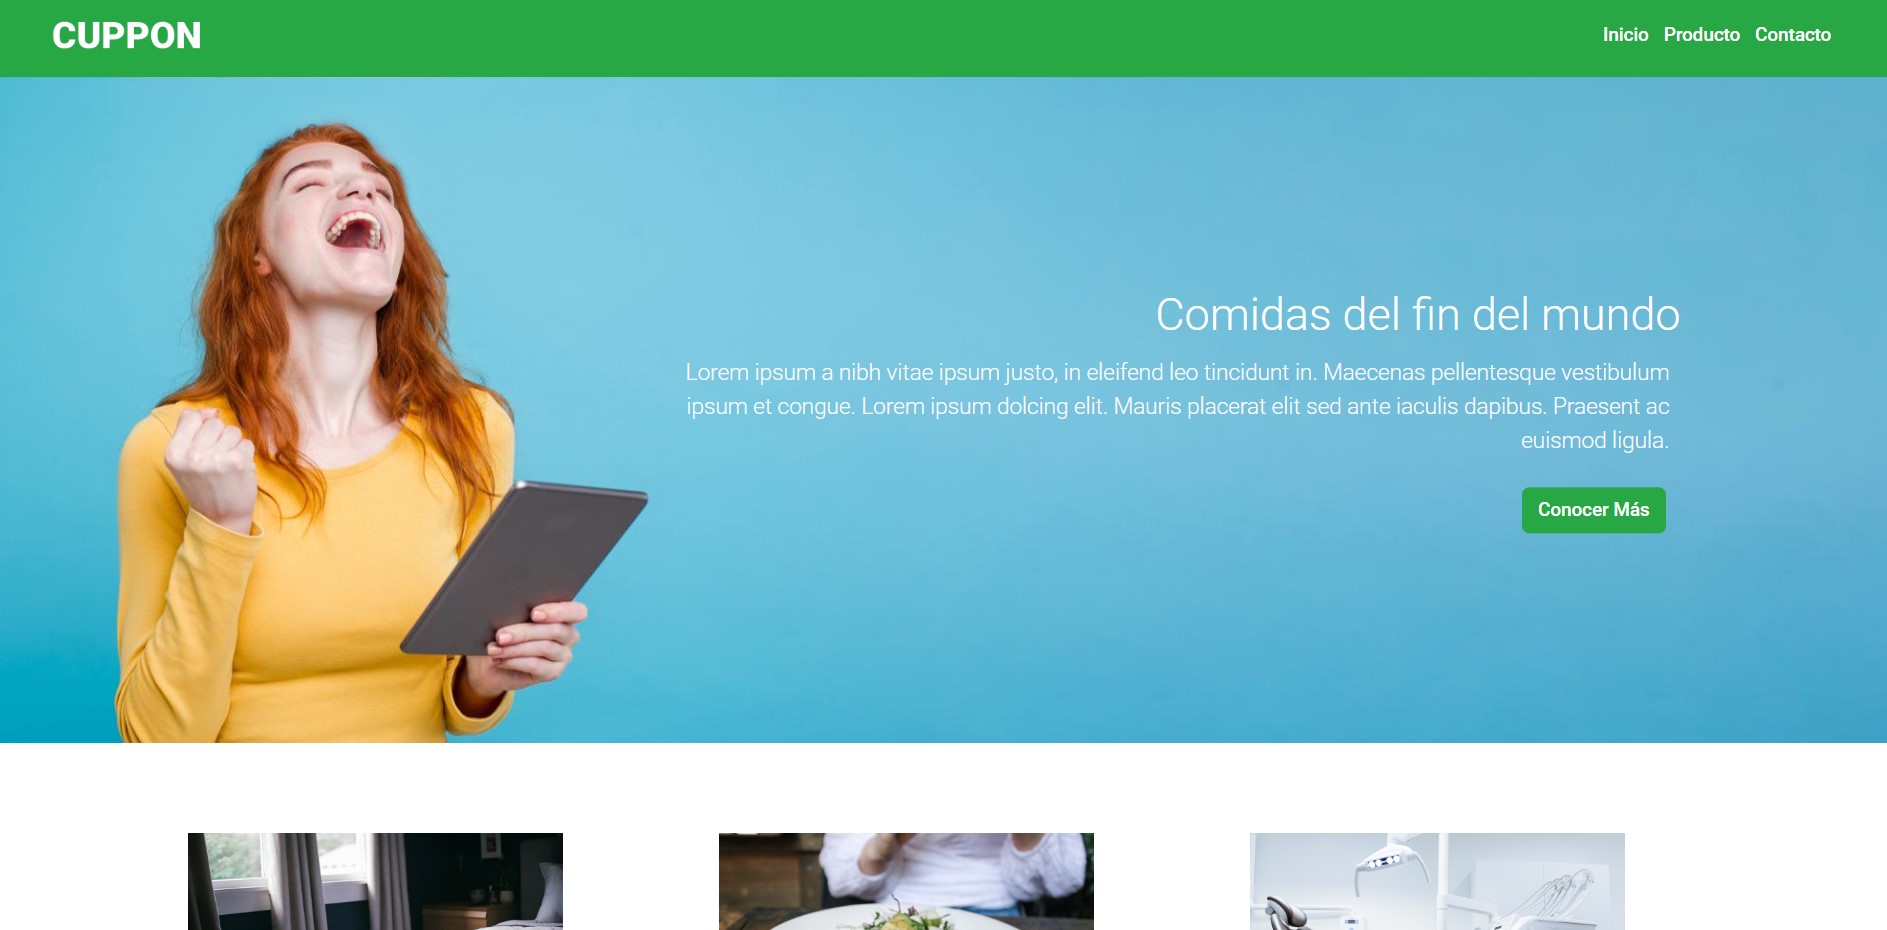 CUPPON
Inicio Producto Contacto
Comidas del fin del mundo
Lorem ipsum a nibh vitae ipsum justo, in eleifend leo tincidunt in. Maecenas pellentesque vestibulum
ipsum et congue. Lorem ipsum dolcing elit. Mauris placerat elit sed ante iaculis dapibus. Praesent ac
euismod ligula.
Conocer Más